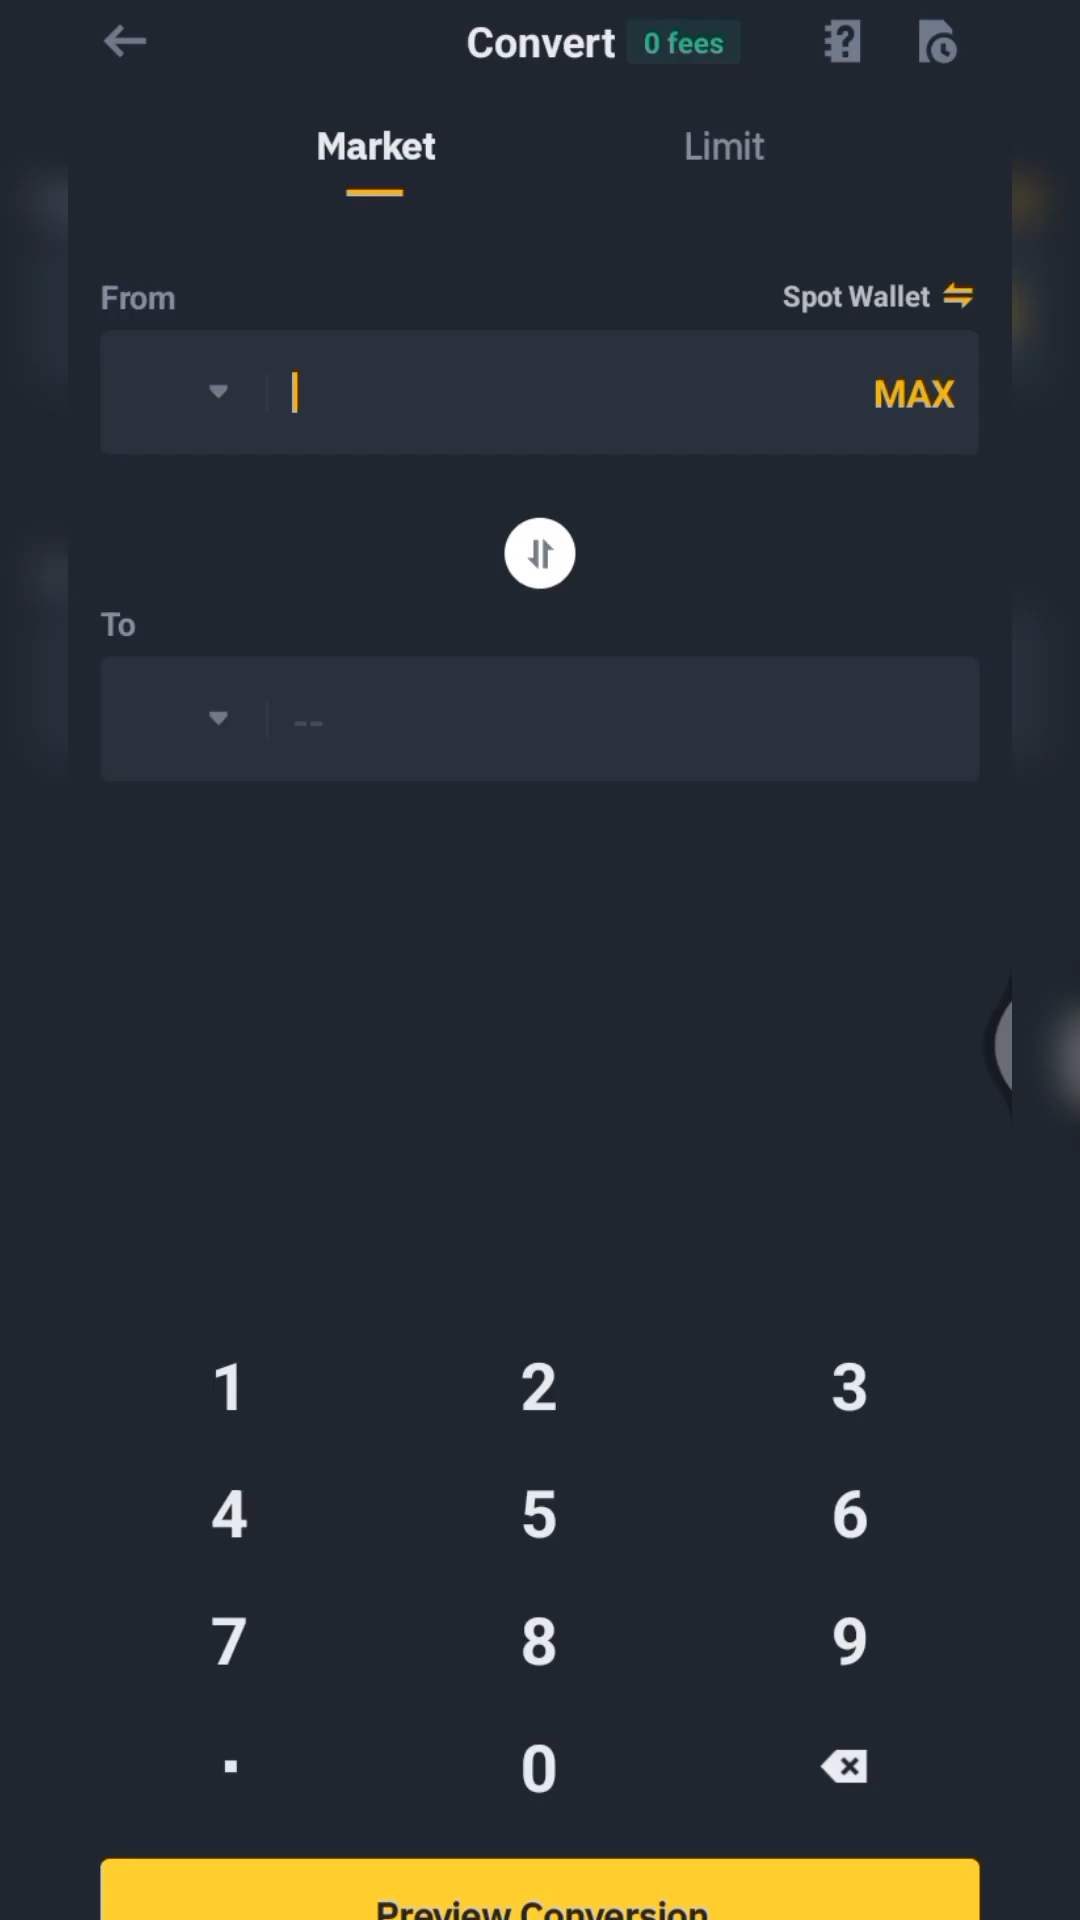 Convert 0 fees
Market Limit
From Spot Wallet
MAX
To
--
1 2 3
4 5 6
7 8 9
. 0
Preview Conversion